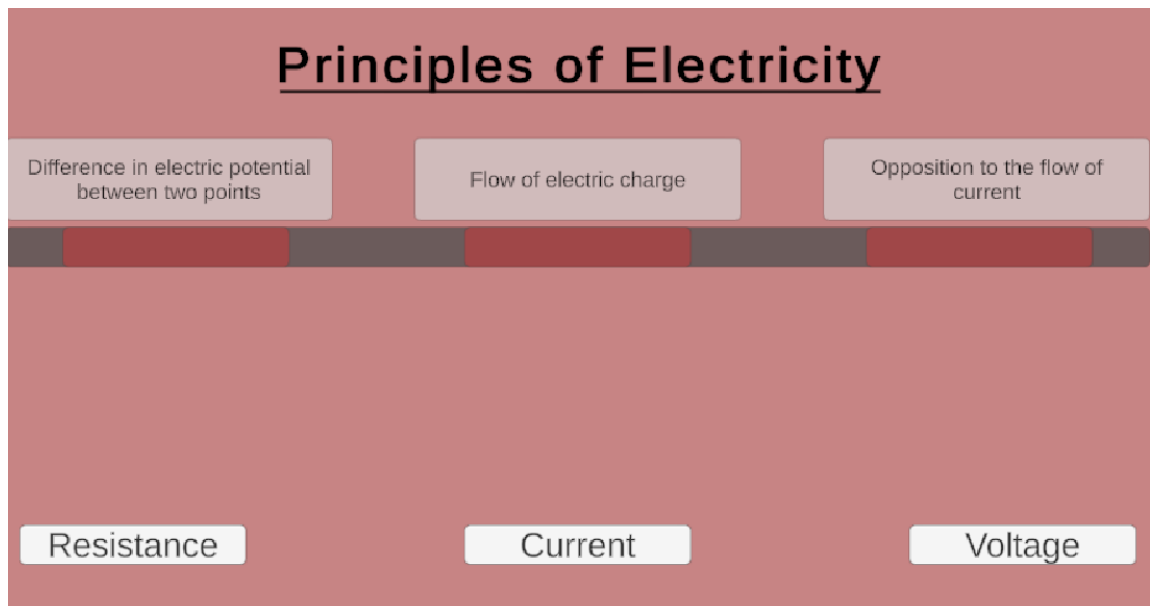 Principles of Electricity
Difference in electric potential
between two points
Flow of electric charge
Opposition to the flow of
current
Resistance
Current
Voltage